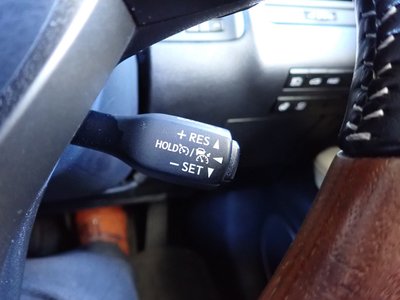 + RES ▲
HOLD / ◀
− SET ▼